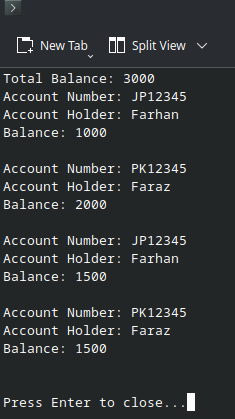 New Tab
Split View
Total Balance: 3000
Account Number: JP12345
Account Holder: Farhan
Balance: 1000
Account Number: PK12345
Account Holder: Faraz
Balance: 2000
Account Number: JP12345
Account Holder: Farhan
Balance: 1500
Account Number: PK12345
Account Holder: Faraz
Balance: 1500
Press Enter to close...